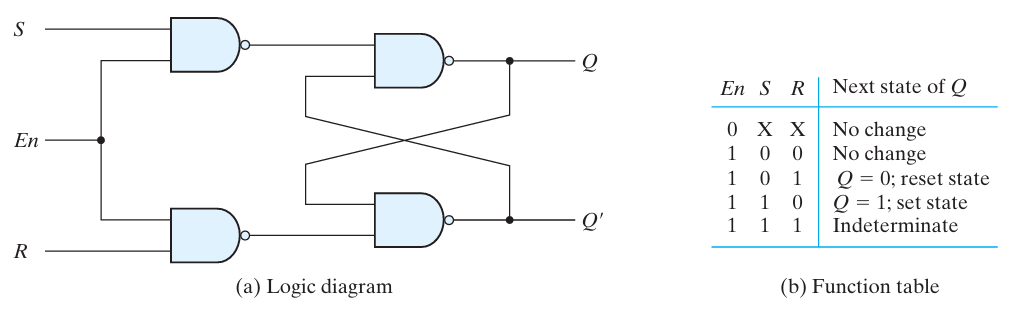 S
Q
En
Q′
R
(a) Logic diagram
En S R Next state of Q
0 X X No change
1 0 0 No change
1 0 1 Q = 0; reset state
1 1 0 Q = 1; set state
1 1 1 Indeterminate
(b) Function table